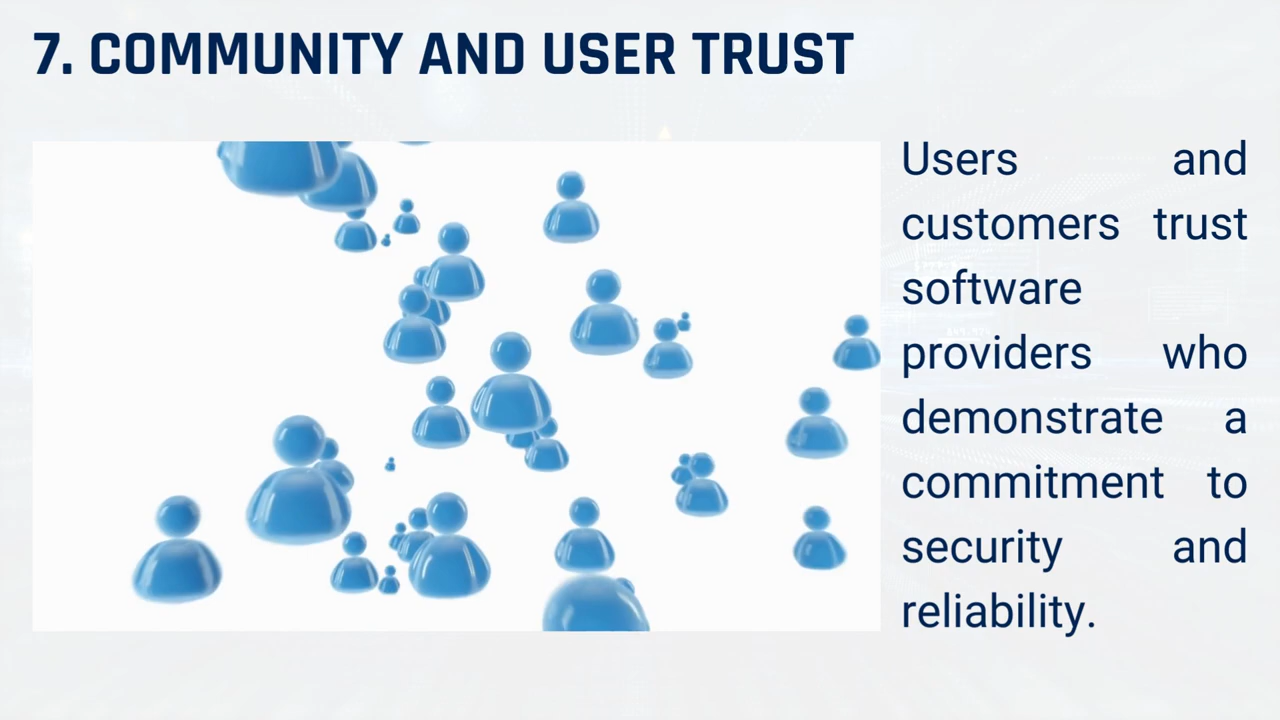 7. COMMUNITY AND USER TRUST
Users and
customers trust
software
providers who
demonstrate a
commitment to
security and
reliability.